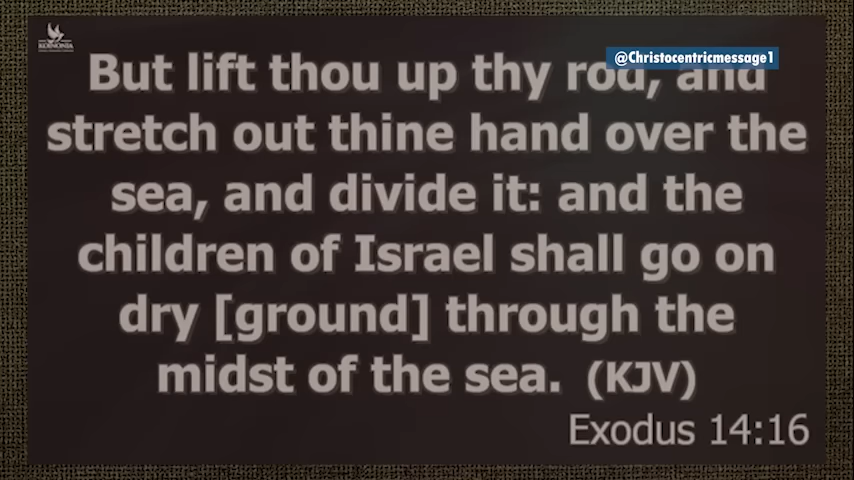 KOINONIA
@Christocentricmessage1
But lift thou up thy rod, and
stretch out thine hand over the
sea, and divide it: and the
children of Israel shall go on
dry [ground] through the
midst of the sea. (KJV)
Exodus 14:16